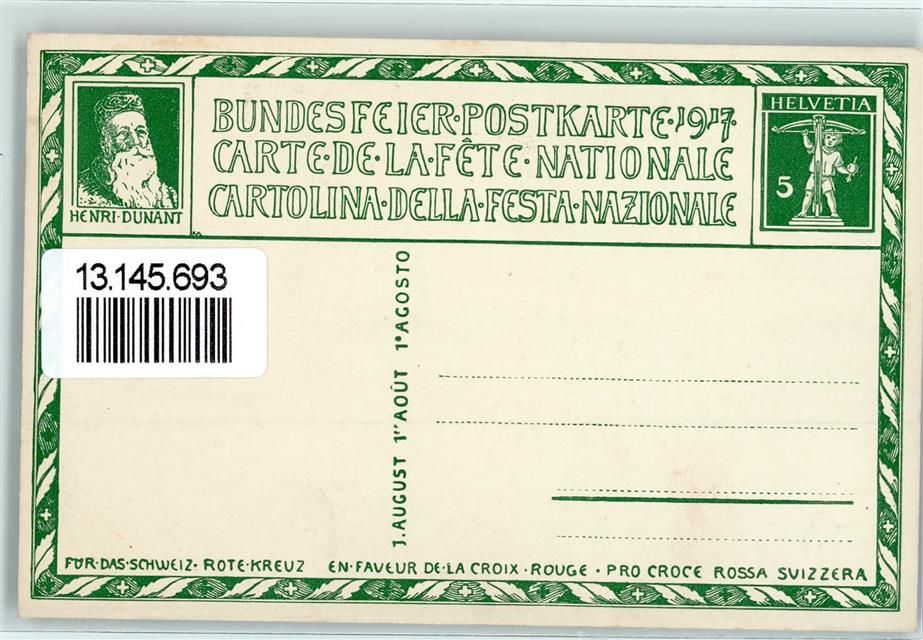 BUNDESFEIER·POSTKARTE·1917·
CARTE·DE·LA·FÊTE·NATIONALE
CARTOLINA·DELLA·FESTA·NAZIONALE
HENRI·DUNANT
HELVETIA
5
13.145.693
1.AUGUST 1ᴱᴿ AOÛT 1º AGOSTO
FÜR·DAS·SCHWEIZ·ROTE·KREUZ EN·FAVEUR DE·LA CROIX·ROUGE·PRO CROCE ROSSA SVIZZERA